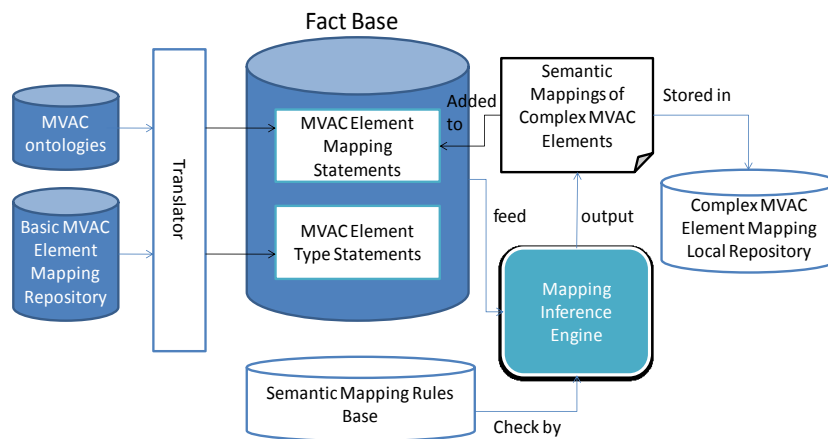 Fact Base
MVAC
ontologies
Basic MVAC
Element
Mapping
Repository
Translator
MVAC Element
Mapping
Statements
MVAC Element
Type Statements
Added
to
Semantic
Mappings of
Complex MVAC
Elements
Stored in
Complex MVAC
Element Mapping
Local Repository
feed
output
Mapping
Inference
Engine
Semantic Mapping Rules
Base
Check by